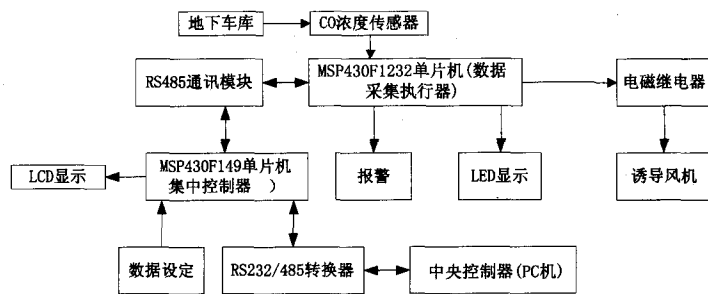 地下车库
CO浓度传感器
RS485通讯模块
MSP430F1232单片机(数据
采集执行器)
电磁继电器
LCD显示
MSP430F149单片机
集中控制器 )
报警
LED显示
诱导风机
数据设定
RS232/485转换器
中央控制器(PC机)